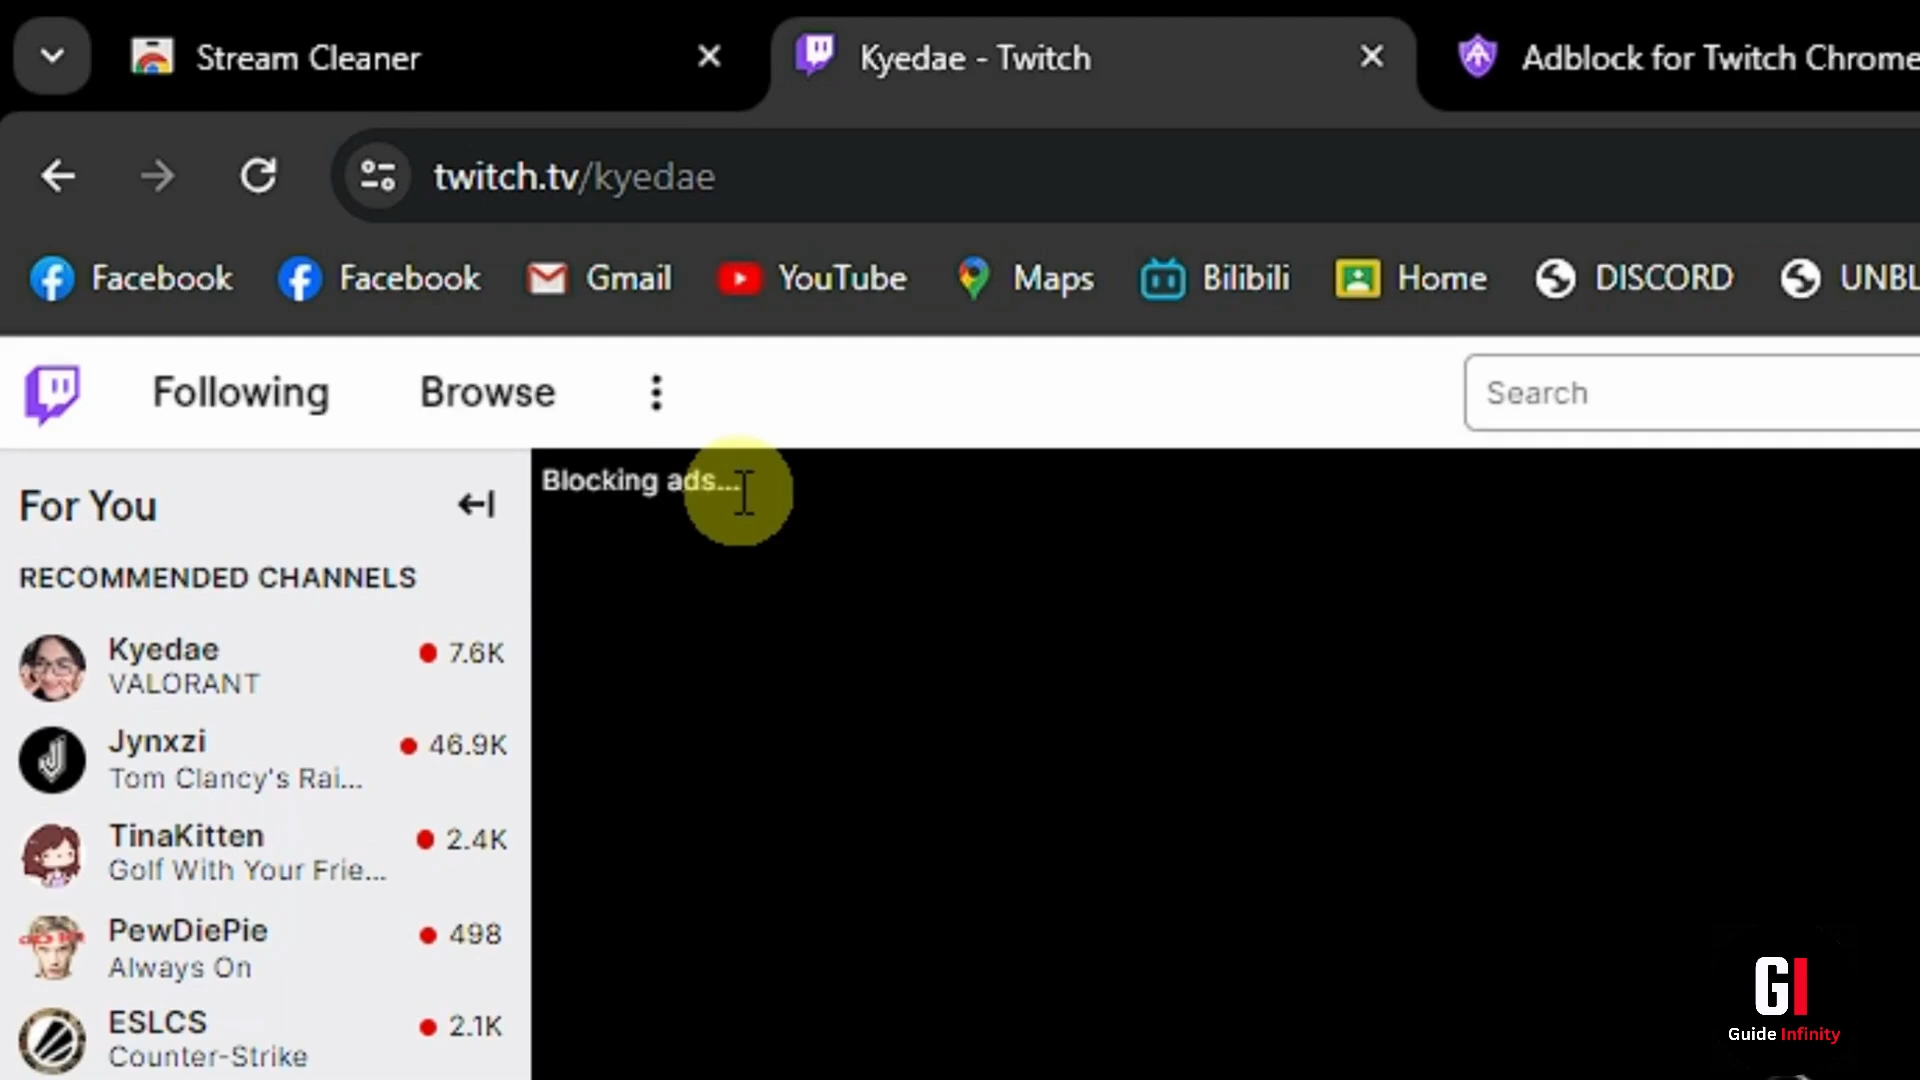 Stream Cleaner
Kyedae - Twitch
Adblock for Twitch Chrome
twitch.tv/kyedae
Facebook
Facebook
Gmail
YouTube
Maps
Bilibili
Home
DISCORD
UNBL
Following
Browse
Search
Blocking ads...
For You
RECOMMENDED CHANNELS
Kyedae
7.6K
VALORANT
Jynxzi
46.9K
Tom Clancy's Rai...
TinaKitten
2.4K
Golf With Your Frie...
PewDiePie
498
Always On
ESLCS
2.1K
Counter-Strike
GI
Guide Infinity